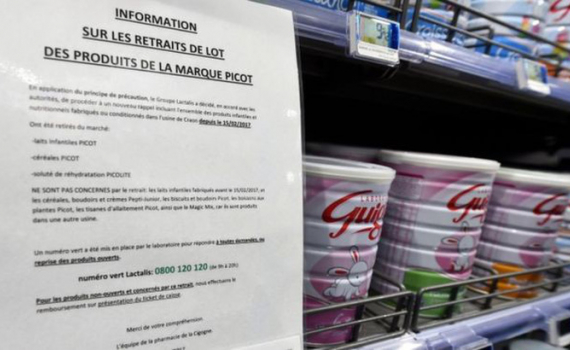 INFORMATION
SUR LES RETRAITS DE LOT
DES PRODUITS DE LA MARQUE PICOT
En application du principe de précaution, le Groupe Lactalis a décidé, en accord avec les
autorités, de procéder à un nouveau rappel incluant l'ensemble des produits infantiles et
nutritionnels fabriqués ou conditionnés dans l'usine de Craon depuis le 15/02/2017
Ont été retirés du marché:
-laits infantiles PICOT
-céréales PICOT
-soluté de réhydratation PICOLITE
NE SONT PAS CONCERNES par le retrait: les laits infantiles fabriqués avant le 15/02/2017, et
les céréales, boudoirs et crèmes Pepti-Junior, les biscuits et boudoirs Picot, les boissons aux
plantes Picot, les tisanes d'allaitement Picot, ainsi que le Magic Mix, car ils sont produits
dans une autre usine.
Un numéro vert a été mis en place par le laboratoire pour répondre à toutes demandes, ou
reprise des produits ouverts.
numéro vert Lactalis: 0800 120 120 (de 9h à 20h)
Pour les produits non-ouverts et concernés par ce retrait, nous effectuons le
remboursement sur présentation du ticket de caisse.
Merci de votre compréhension.
L'équipe de la pharmacie de la Cigogne